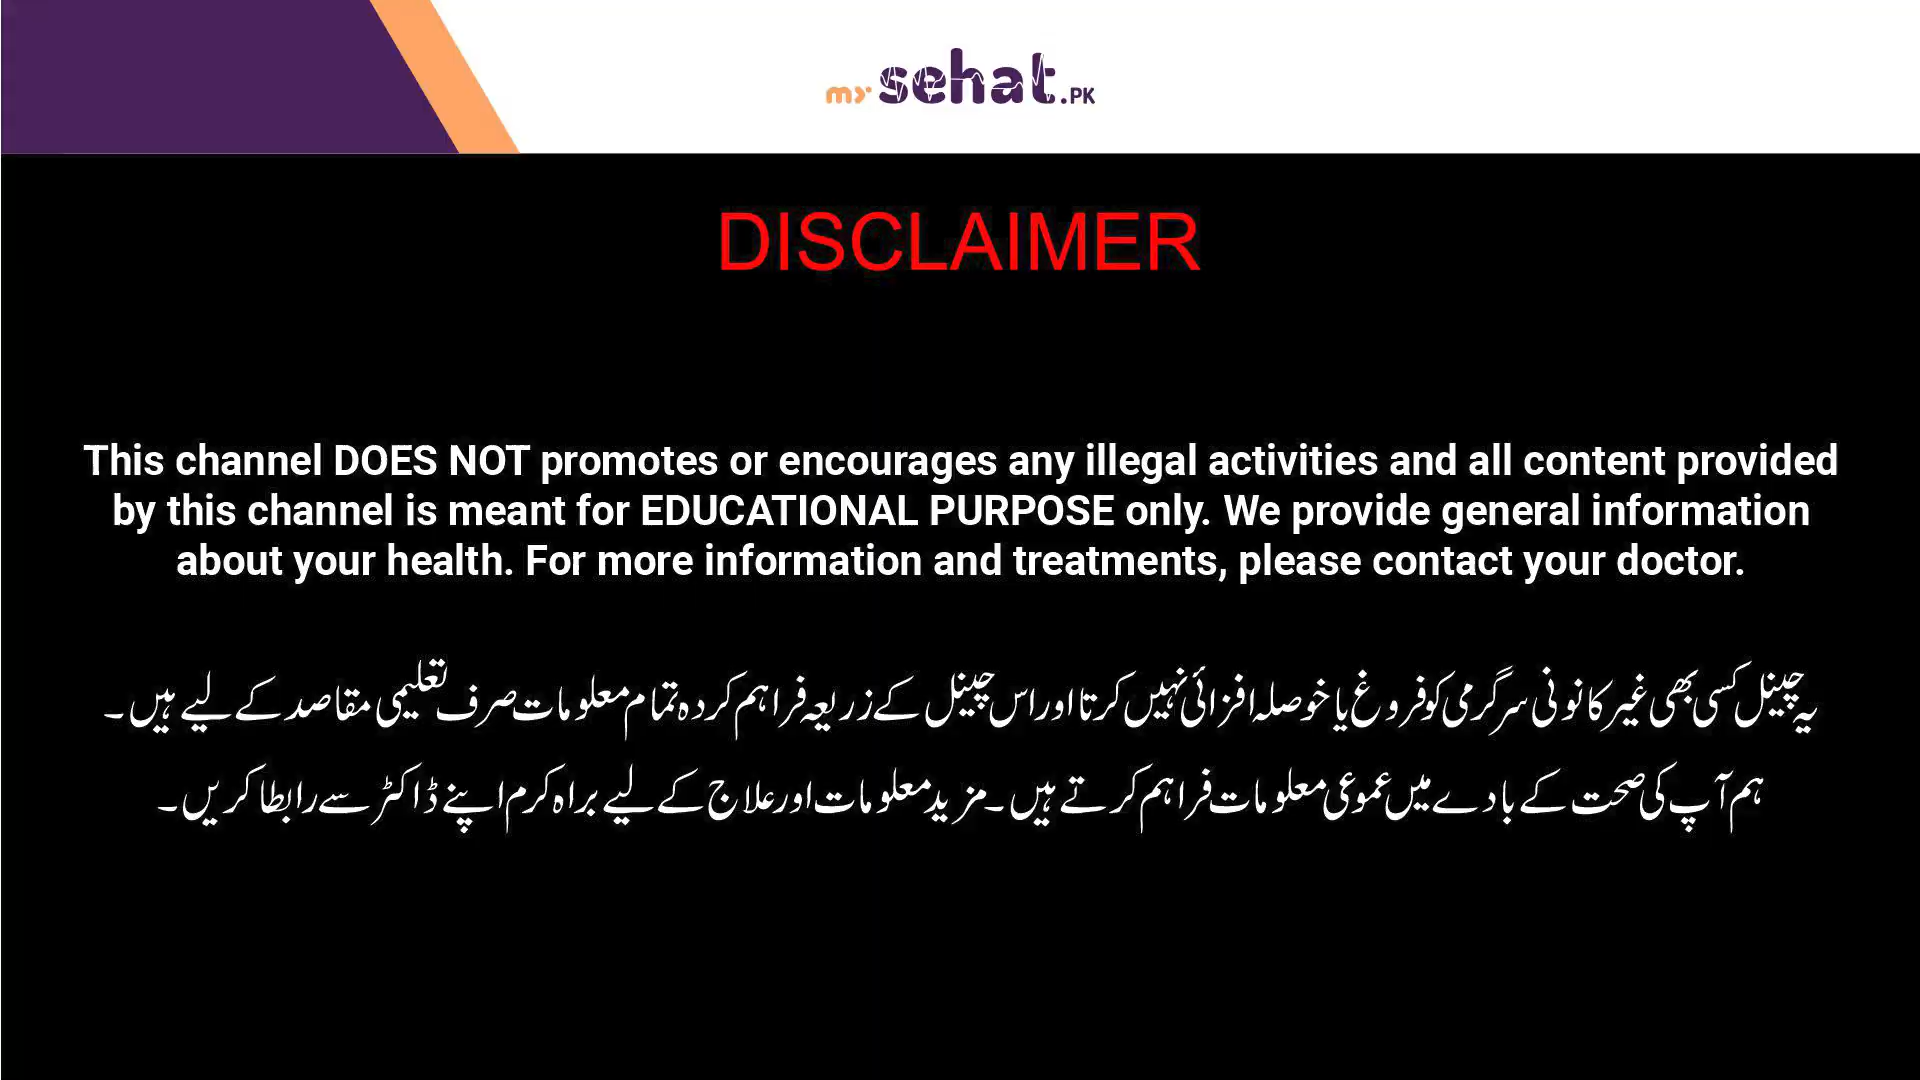 my sehat.PK
DISCLAIMER
This channel DOES NOT promotes or encourages any illegal activities and all content provided
by this channel is meant for EDUCATIONAL PURPOSE only. We provide general information
about your health. For more information and treatments, please contact your doctor.
یہ چینل کسی بھی غیر کانونی سرگرمی کو فروغ یا خوصلہ افزائی نہیں کرتا اور اس چینل کے زریعہ فراہم کردہ تمام معلومات صرف تعلیمی مقاصد کے لیے ہیں۔
ہم آپ کی صحت کے بادے میں عموعی معلومات فراہم کرتے ہیں۔ مزید معلومات اور علاج کے لیے براہ کرم اپنے ڈاکٹر سے رابطا کریں۔